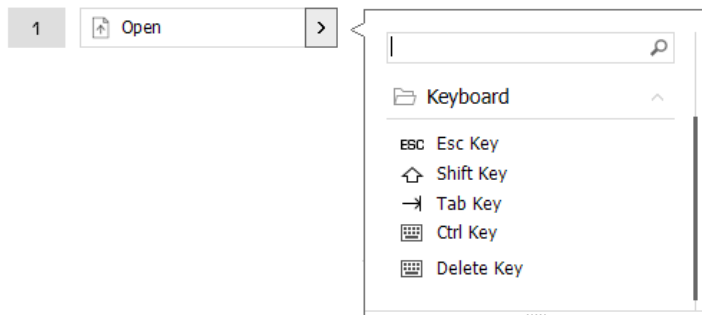 1 Open >
Keyboard
ESC Esc Key
Shift Key
Tab Key
Ctrl Key
Delete Key